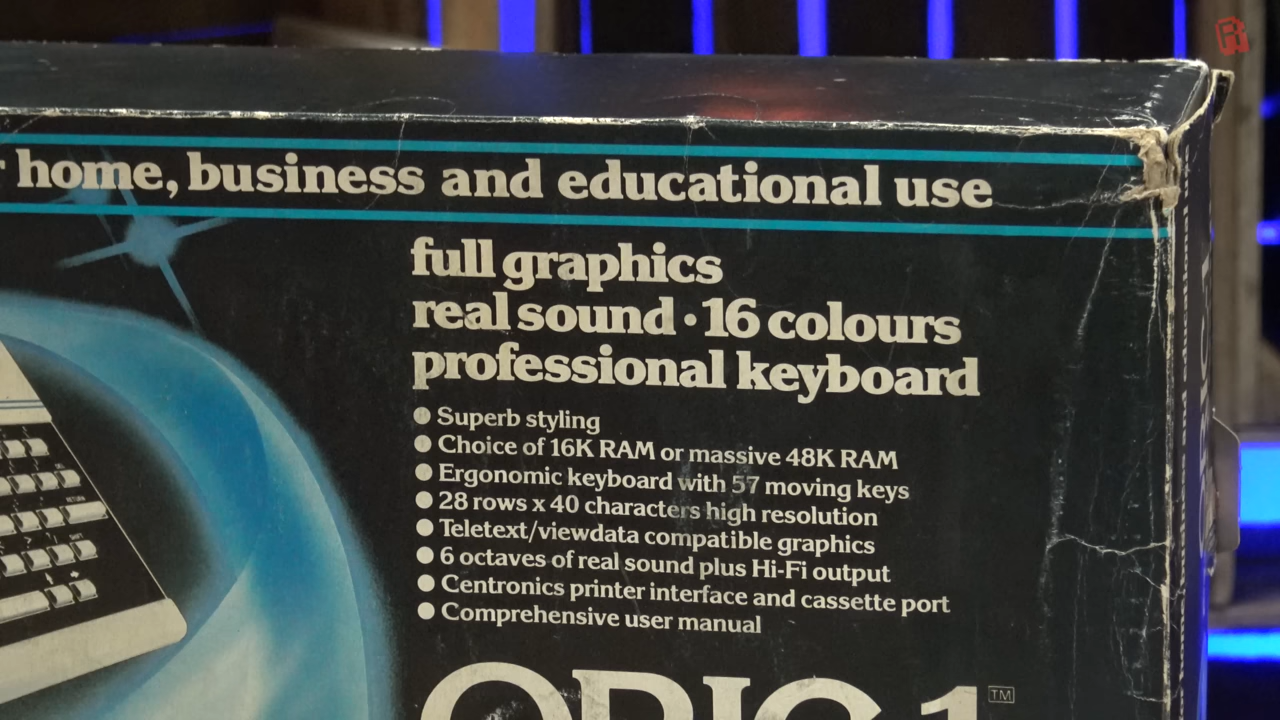 home, business and educational use
full graphics
real sound • 16 colours
professional keyboard
● Superb styling
● Choice of 16K RAM or massive 48K RAM
● Ergonomic keyboard with 57 moving keys
● 28 rows x 40 characters high resolution
● Teletext/viewdata compatible graphics
● 6 octaves of real sound plus Hi-Fi output
● Centronics printer interface and cassette port
● Comprehensive user manual
ORIC 1 TM